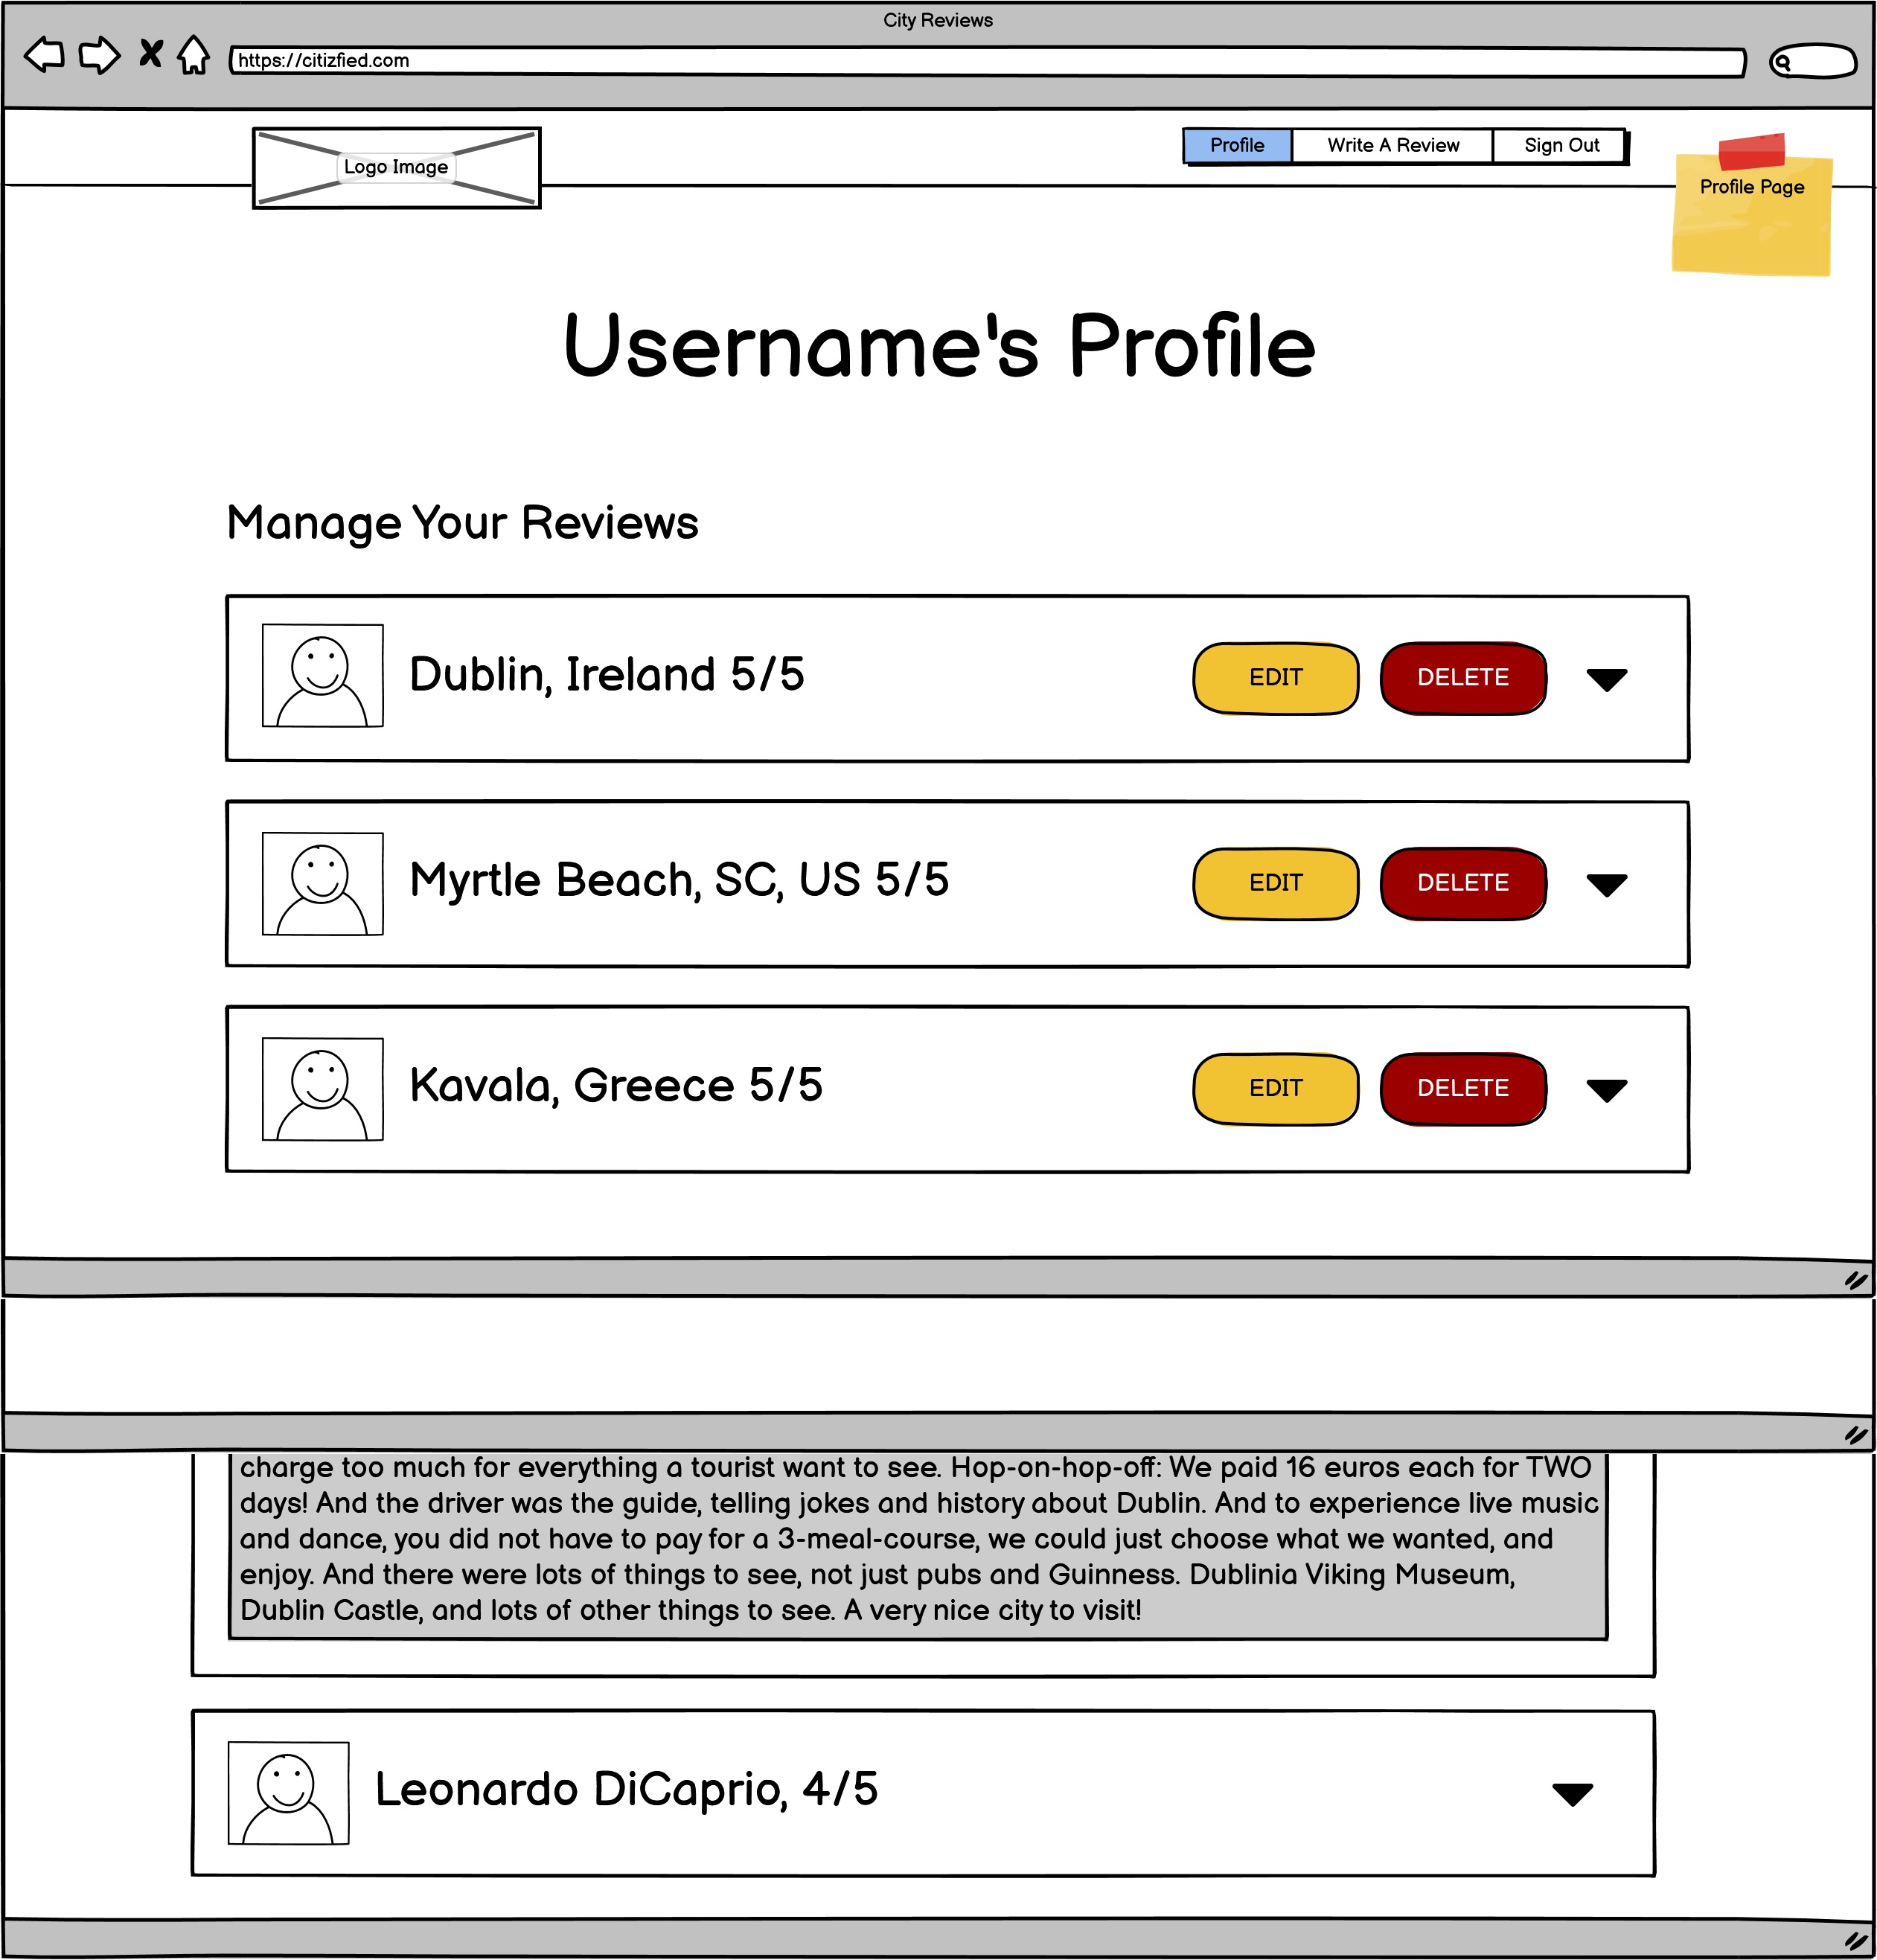 City Reviews
https://citizfied.com
Logo Image
Profile
Write A Review
Sign Out
Profile Page
Username's Profile
Manage Your Reviews
Dublin, Ireland 5/5
EDIT
DELETE
Myrtle Beach, SC, US 5/5
EDIT
DELETE
Kavala, Greece 5/5
EDIT
DELETE
charge too much for everything a tourist want to see. Hop-on-hop-off: We paid 16 euros each for TWO
days! And the driver was the guide, telling jokes and history about Dublin. And to experience live music
and dance, you did not have to pay for a 3-meal-course, we could just choose what we wanted, and
enjoy. And there were lots of things to see, not just pubs and Guinness. Dublinia Viking Museum,
Dublin Castle, and lots of other things to see. A very nice city to visit!
Leonardo DiCaprio, 4/5